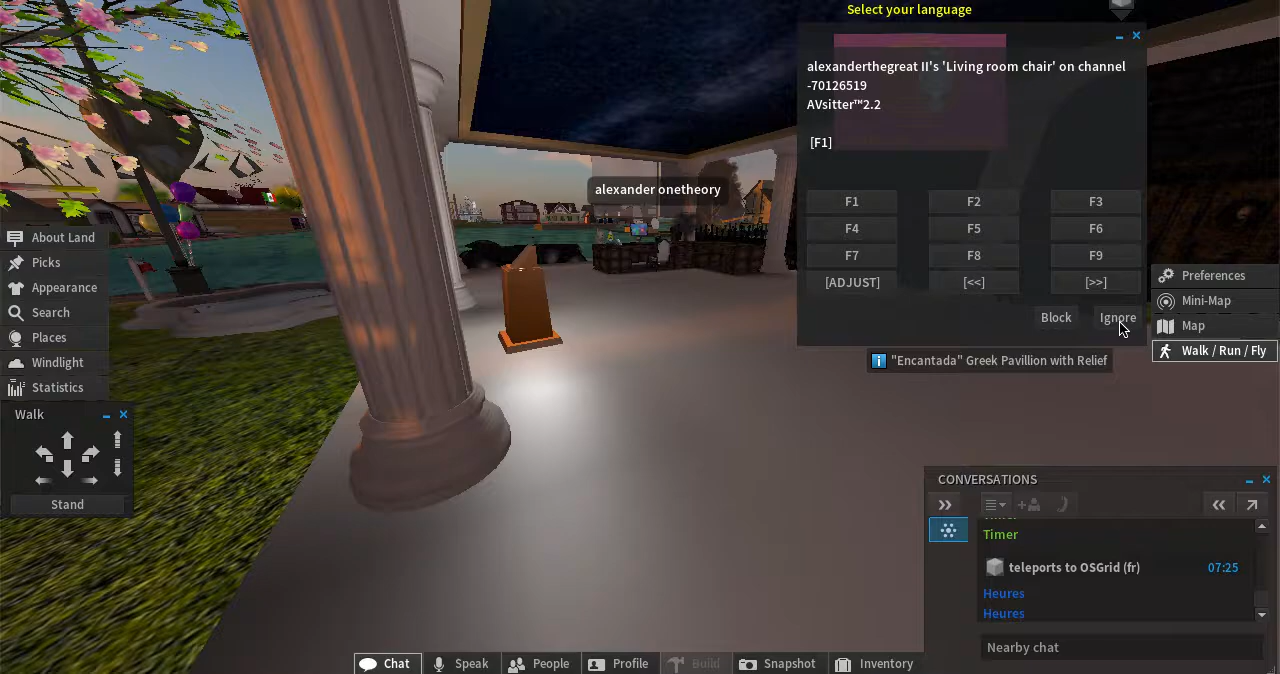 Select your language
alexanderthegreat II's 'Living room chair' on channel
-70126519
AVsitter™2.2
[F1]
F1 F2 F3
F4 F5 F6
F7 F8 F9
[ADJUST] [<<] [>>]
Block Ignore
"Encantada" Greek Pavillion with Relief
alexander onetheory
About Land
Picks
Appearance
Search
Places
Windlight
Statistics
Walk
Stand
Preferences
Mini-Map
Map
Walk / Run / Fly
CONVERSATIONS
Timer
teleports to OSGrid (fr) 07:25
Heures
Heures
Nearby chat
Chat Speak People Profile Build Snapshot Inventory